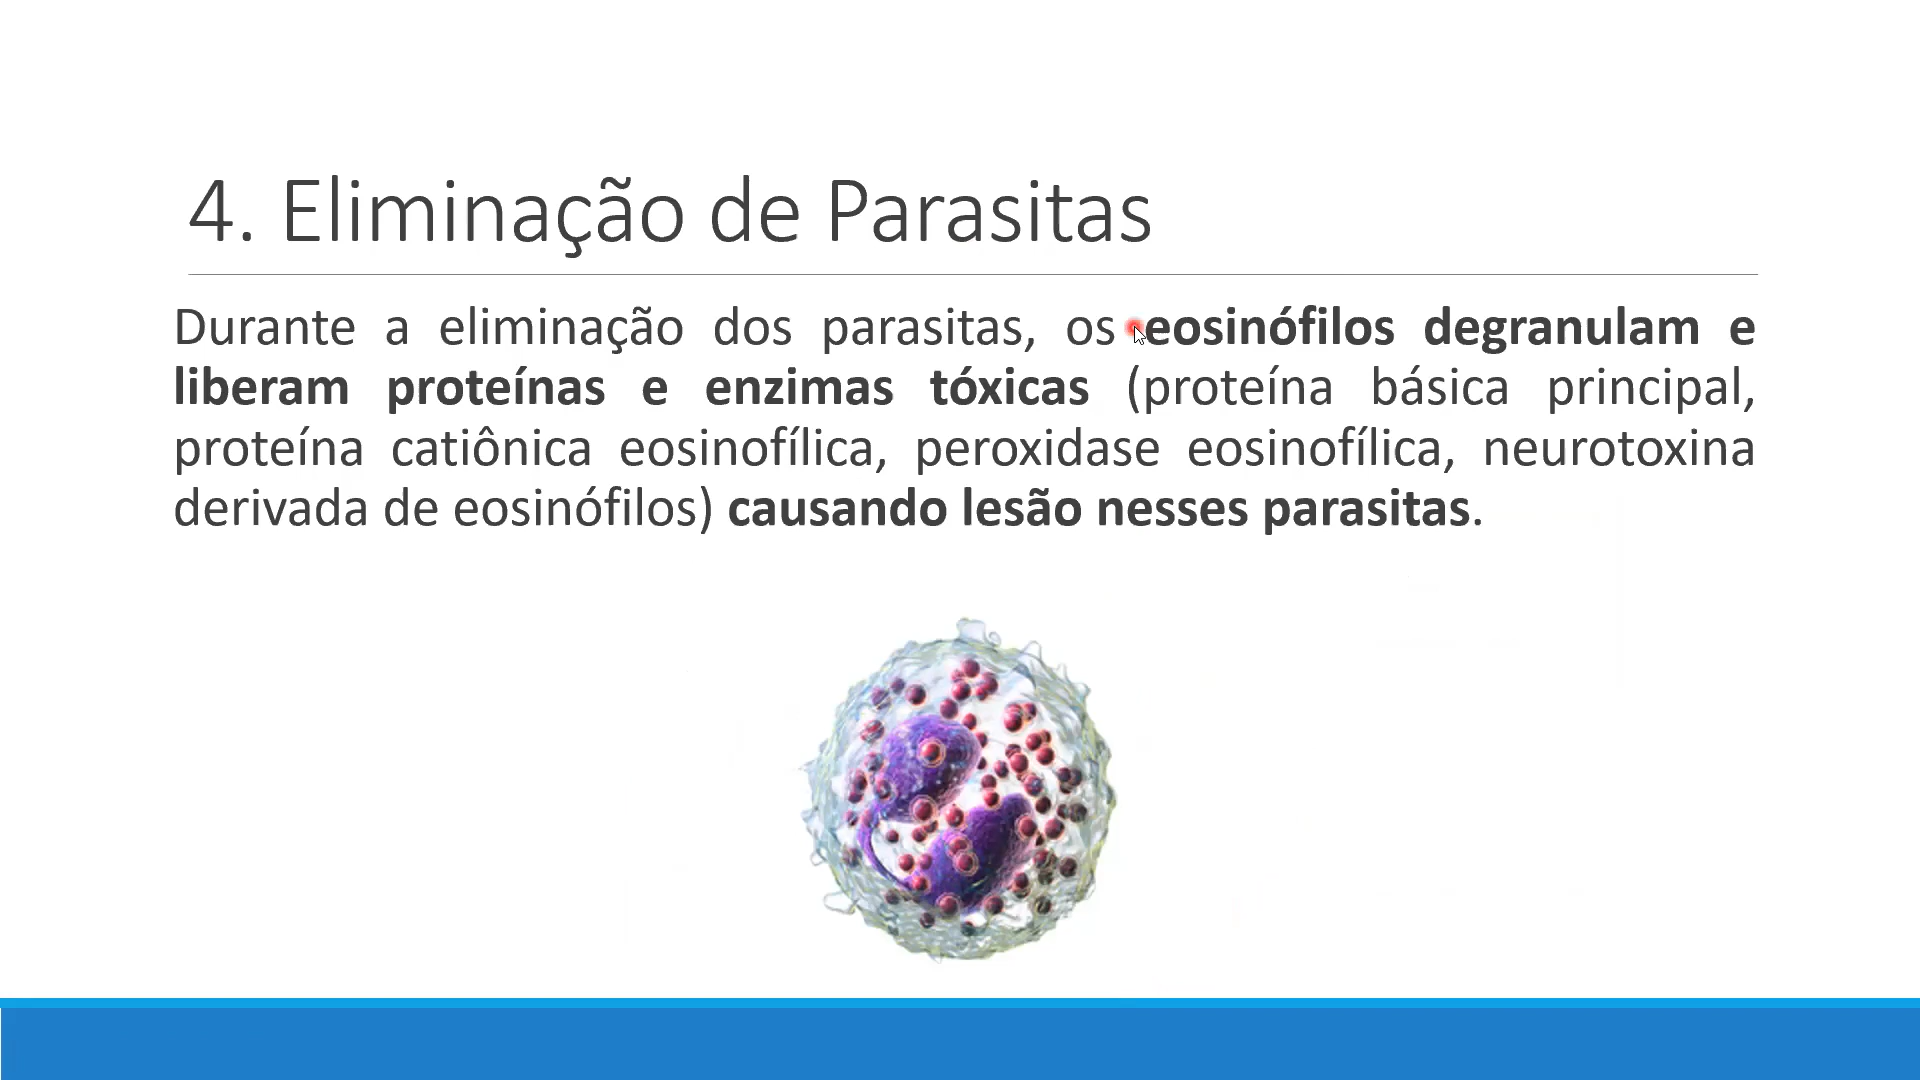 4. Eliminação de Parasitas
Durante a eliminação dos parasitas, os eosinófilos degranulam e
liberam proteínas e enzimas tóxicas (proteína básica principal,
proteína catiônica eosinofílica, peroxidase eosinofílica, neurotoxina
derivada de eosinófilos) causando lesão nesses parasitas.